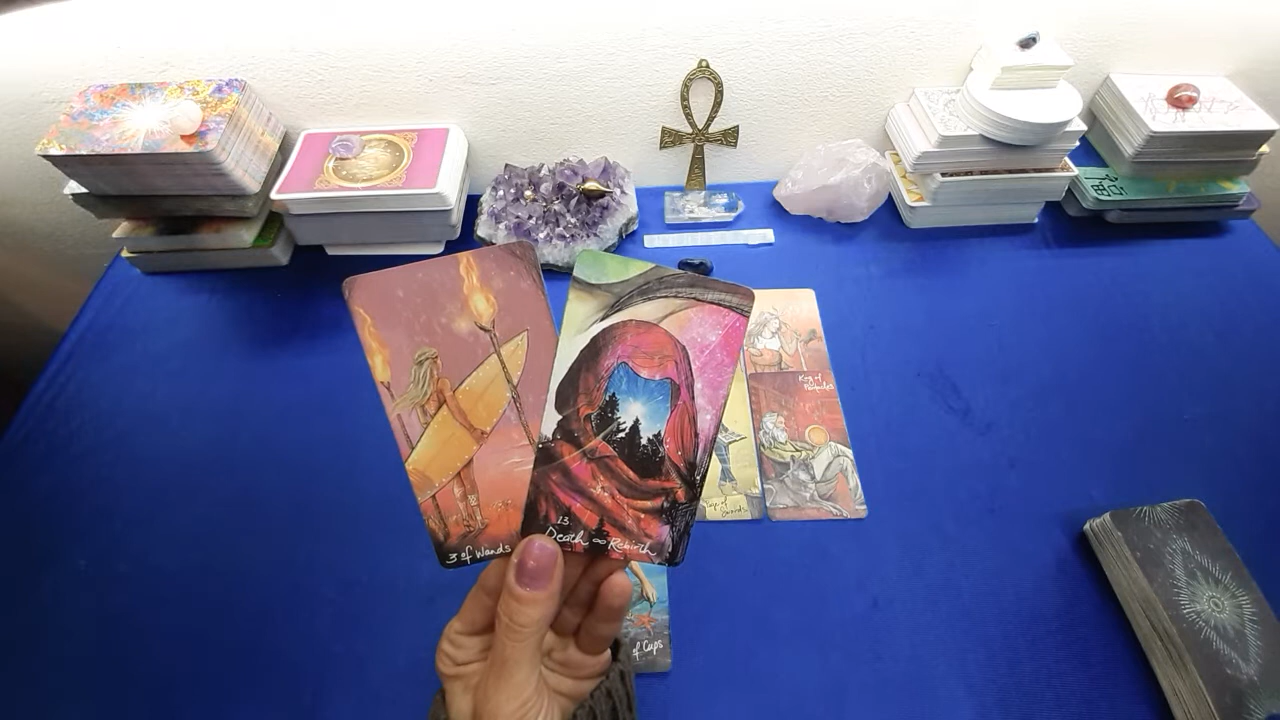 3 of Wands
13.
Death ∞ Rebirth
King of
Pentacles
of Cups